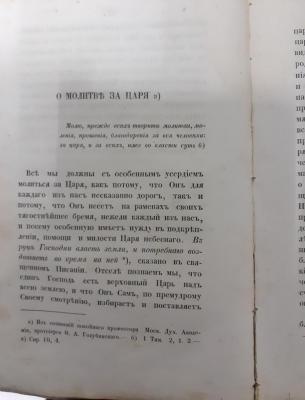 О МОЛИТВѢ ЗА ЦАРЯ а)
Молю, прежде всѣхъ творити молитвы, мо-
ленія, прошенія, благодаренія за вся человѣки:
за царя, и за всѣхъ, иже во власти суть б)
Всѣ мы должны съ особеннымъ усердіемъ
молиться за Царя, какъ потому, что Онъ для
каждаго изъ насъ несказанно дорогъ, такъ и
потому, что Онъ несетъ на раменахъ своихъ
тягостнѣйшее бремя, нежели каждый изъ насъ,
и посему особенную имѣетъ нужду въ подкрѣп-
леніи, помощи и милости Царя небеснаго. Въ
руцѣ Господни власть земли, и потребнаго воз-
двигнетъ во время на ней *), сказано въ свя-
щенномъ Писаніи. Отселѣ познаемъ мы, что
единъ Господь есть верховный Царь надъ
всею землею, и что Онъ Самъ, по премудрому
Своему смотрѣнію, избираетъ и поставляетъ
а) Изъ сочиненій покойнаго профессора Моск. Дух. Акаде-
міи, протоіерея Ѳ. А. Голубинскаго. — б) 1 Тим. 2, 1. 2. —
в) Сир. 10, 4.